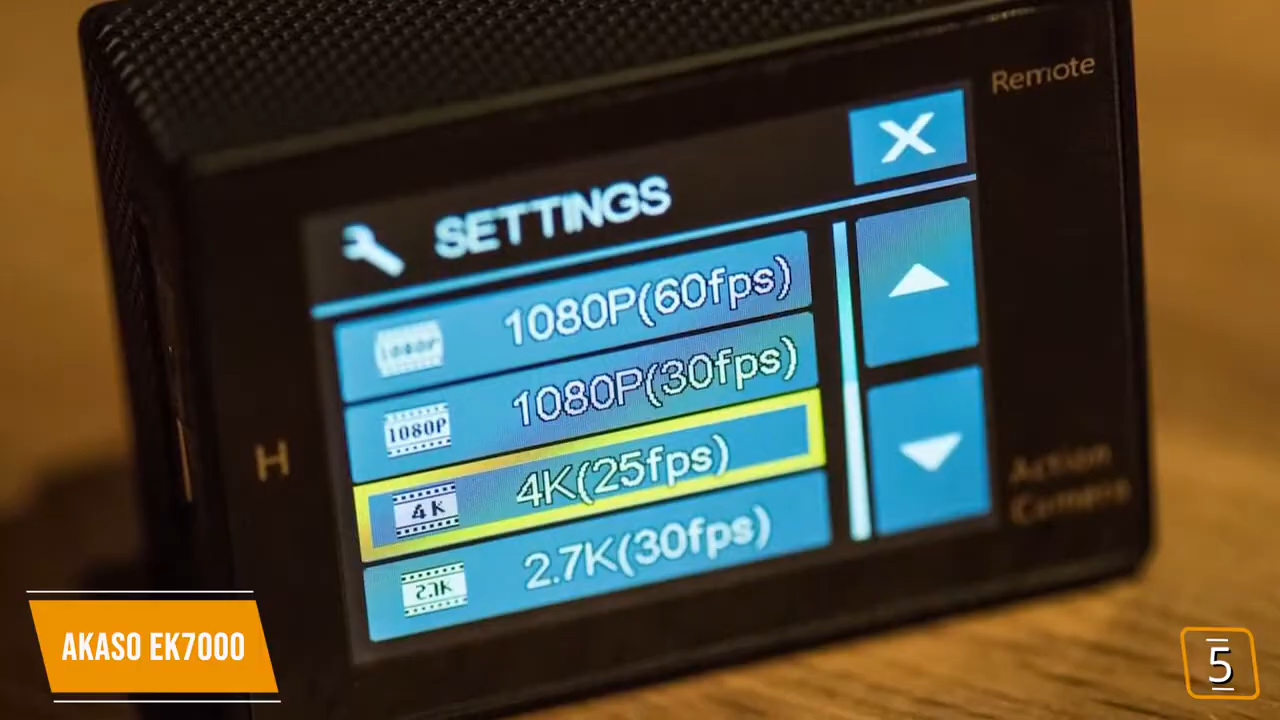 Remote
SETTINGS
1080P
1080P(60fps)
1080P
1080P(30fps)
4K
4K(25fps)
2.7K
2.7K(30fps)
H
Action
Camera
AKASO EK7000
5